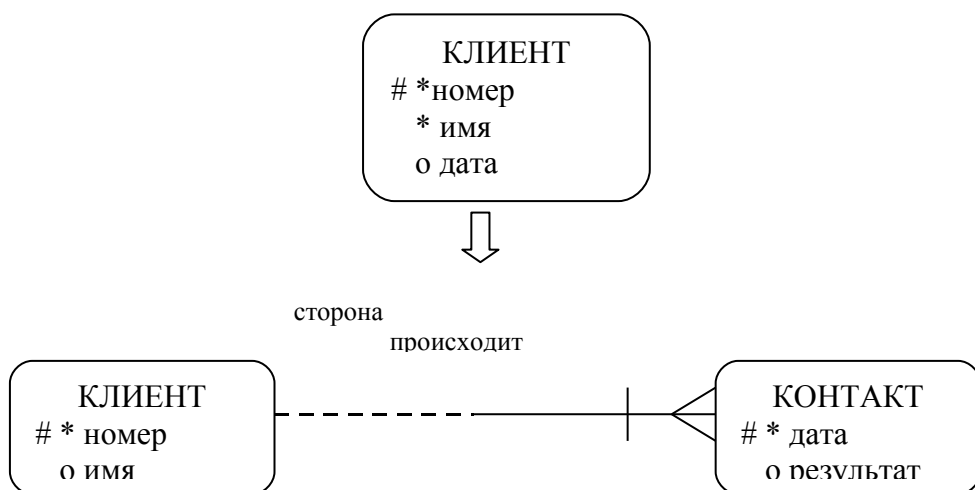 КЛИЕНТ
# *номер
* имя
о дата
сторона
происходит
КЛИЕНТ
# * номер
о имя
КОНТАКТ
# * дата
о результат